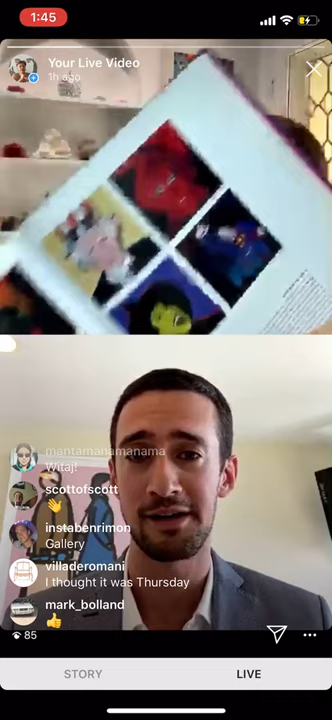 1:45
Your Live Video
1h ago
mantamanamanama
Witaj!
scottofscott
👋
instabenrimon
Gallery
villaderomani
I thought it was Thursday
mark_bolland
👍
85
STORY
LIVE